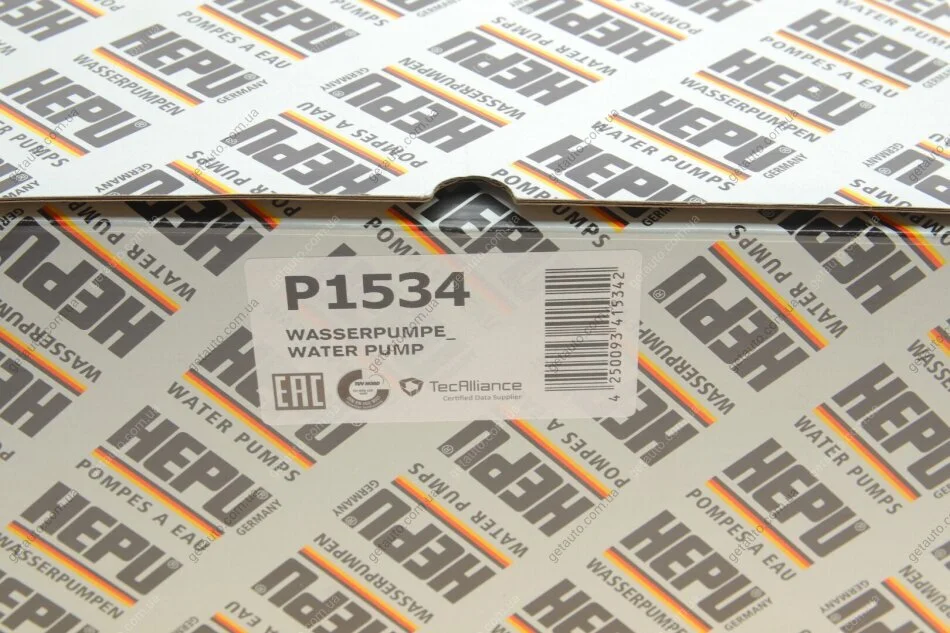 HEPU®
GERMANY
WASSERPUMPEN
POMPES A EAU
WATER PUMPS
P1534
WASSERPUMPE_
WATER PUMP
EAC
TÜV NORD
TecAlliance
Certified Data Supplier
4 250093 415342
getauto.com.ua